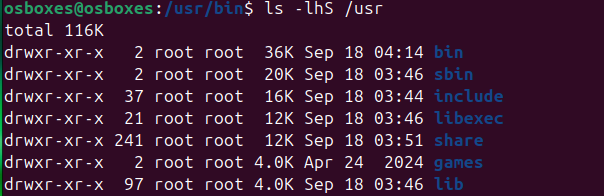 osboxes@osboxes:/usr/bin$ ls -lhS /usr
total 116K
drwxr-xr-x   2 root root  36K Sep 18 04:14 bin
drwxr-xr-x   2 root root  20K Sep 18 03:46 sbin
drwxr-xr-x  37 root root  16K Sep 18 03:44 include
drwxr-xr-x  21 root root  12K Sep 18 03:46 libexec
drwxr-xr-x 241 root root  12K Sep 18 03:51 share
drwxr-xr-x   2 root root 4.0K Apr 24  2024 games
drwxr-xr-x  97 root root 4.0K Sep 18 03:46 lib